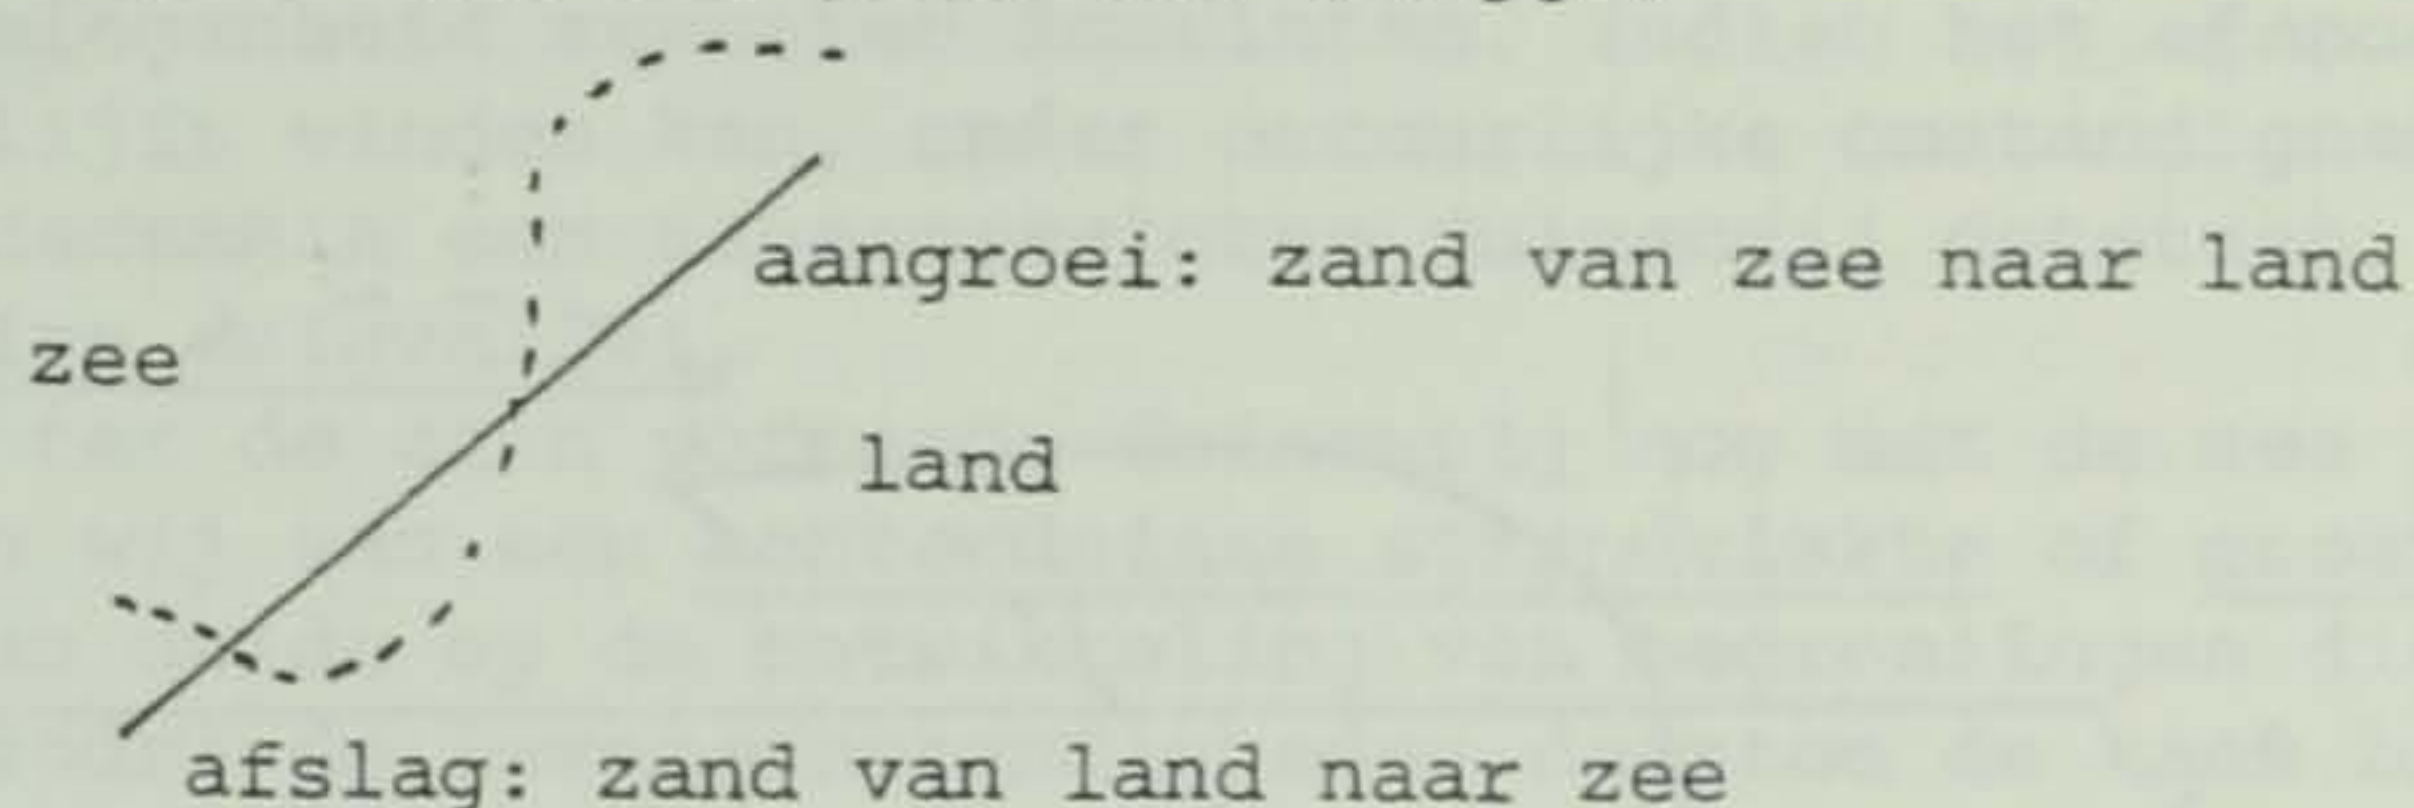 aangroei: zand van zee naar land
zee
land
afslag: zand van land naar zee